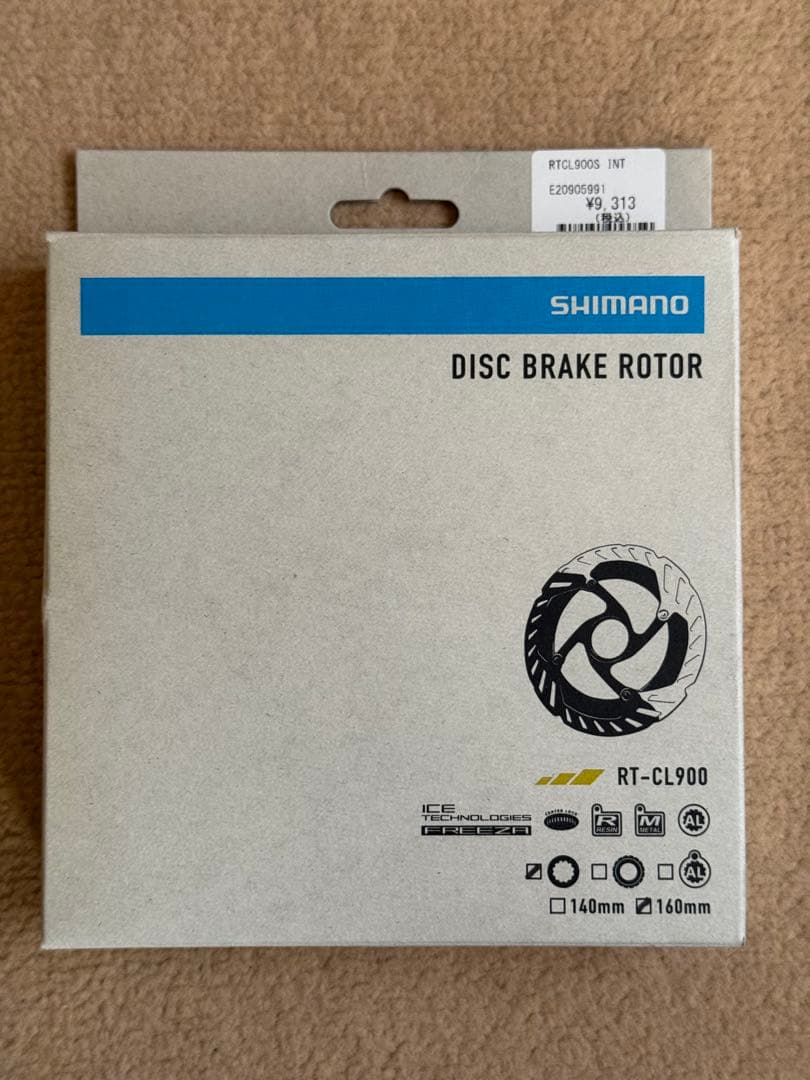 RTCL900S INT
E20905991
¥9,313
(税込)
SHIMANO
DISC BRAKE ROTOR
RT-CL900
ICE
TECHNOLOGIES
FREEZA
CENTER LOCK
R
RESIN
M
METAL
AL
AL
140mm 160mm